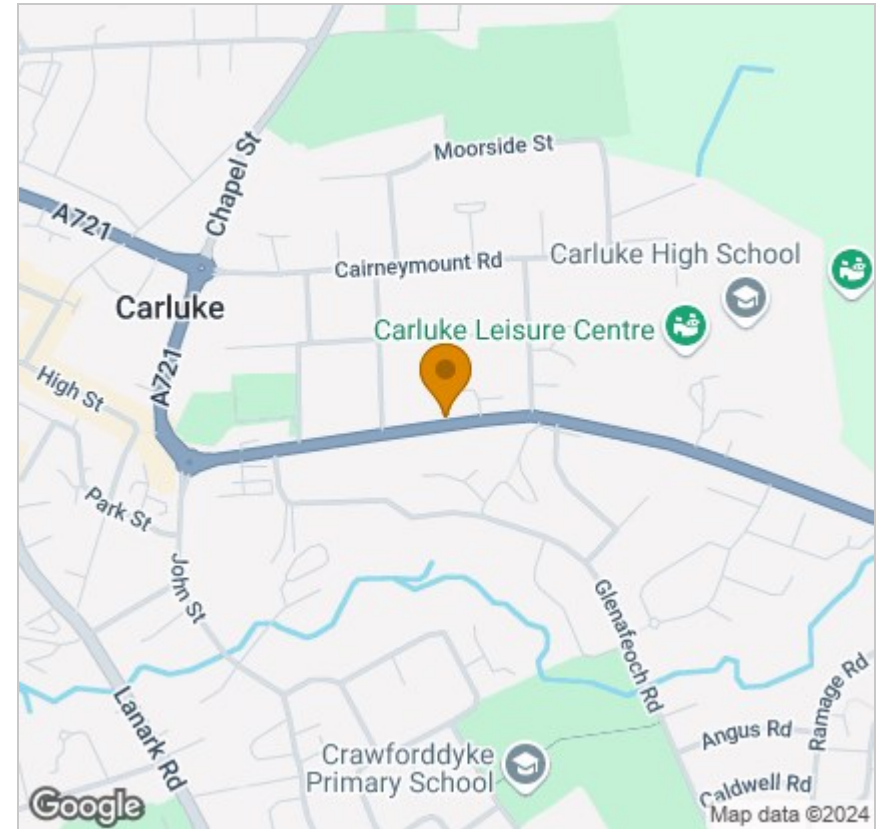 Moorside St
Chapel St
A721
Cairneymount Rd
Carluke High School
Carluke
Carluke Leisure Centre
A721
High St
Park St
John St
Glenafeoch Rd
Lanark Rd
Ramage Rd
Angus Rd
Crawforddyke
Primary School
Caldwell Rd
Google
Map data ©2024